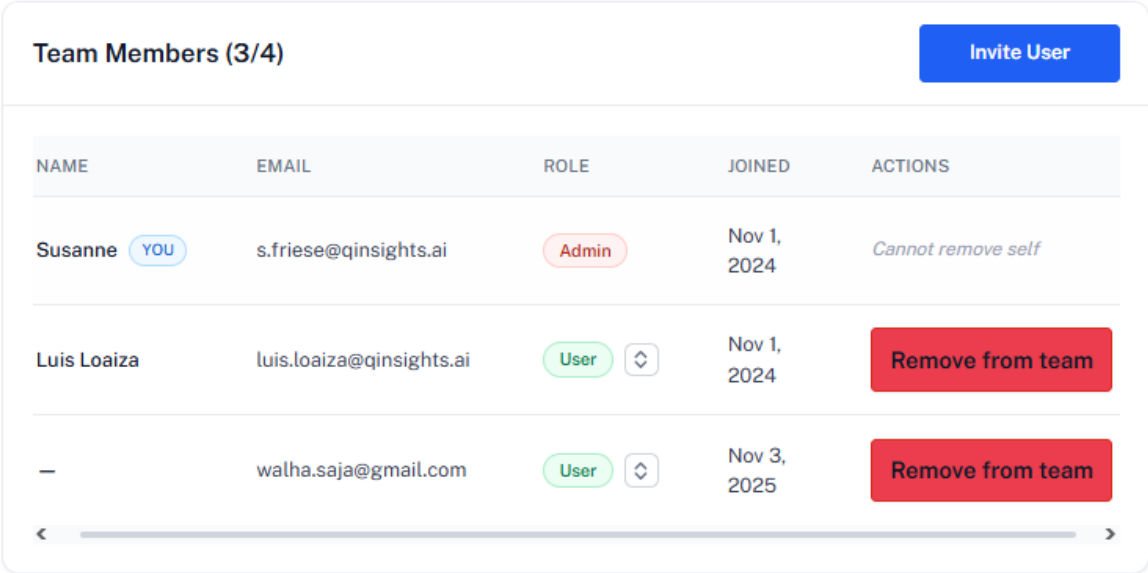 Team Members (3/4)
Invite User
NAME EMAIL ROLE JOINED ACTIONS
Susanne YOU s.friese@qinsights.ai Admin Nov 1, 2024 Cannot remove self
Luis Loaiza luis.loaiza@qinsights.ai User Nov 1, 2024 Remove from team
— walha.saja@gmail.com User Nov 3, 2025 Remove from team